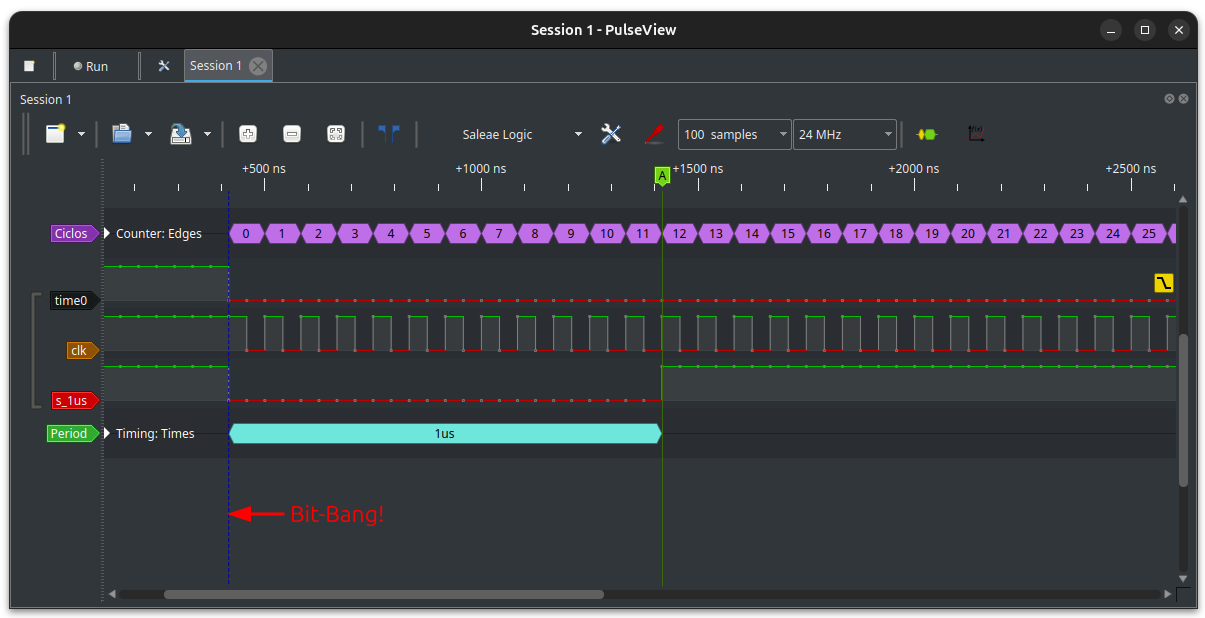 Session 1 - PulseView
Run
Session 1
Session 1
Saleae Logic
100 samples
24 MHz
+500 ns
+1000 ns
+1500 ns
+2000 ns
+2500 ns
A
Ciclos
Counter: Edges
0 1 2 3 4 5 6 7 8 9 10 11 12 13 14 15 16 17 18 19 20 21 22 23 24 25
time0
clk
s_1us
Period
Timing: Times
1us
Bit-Bang!